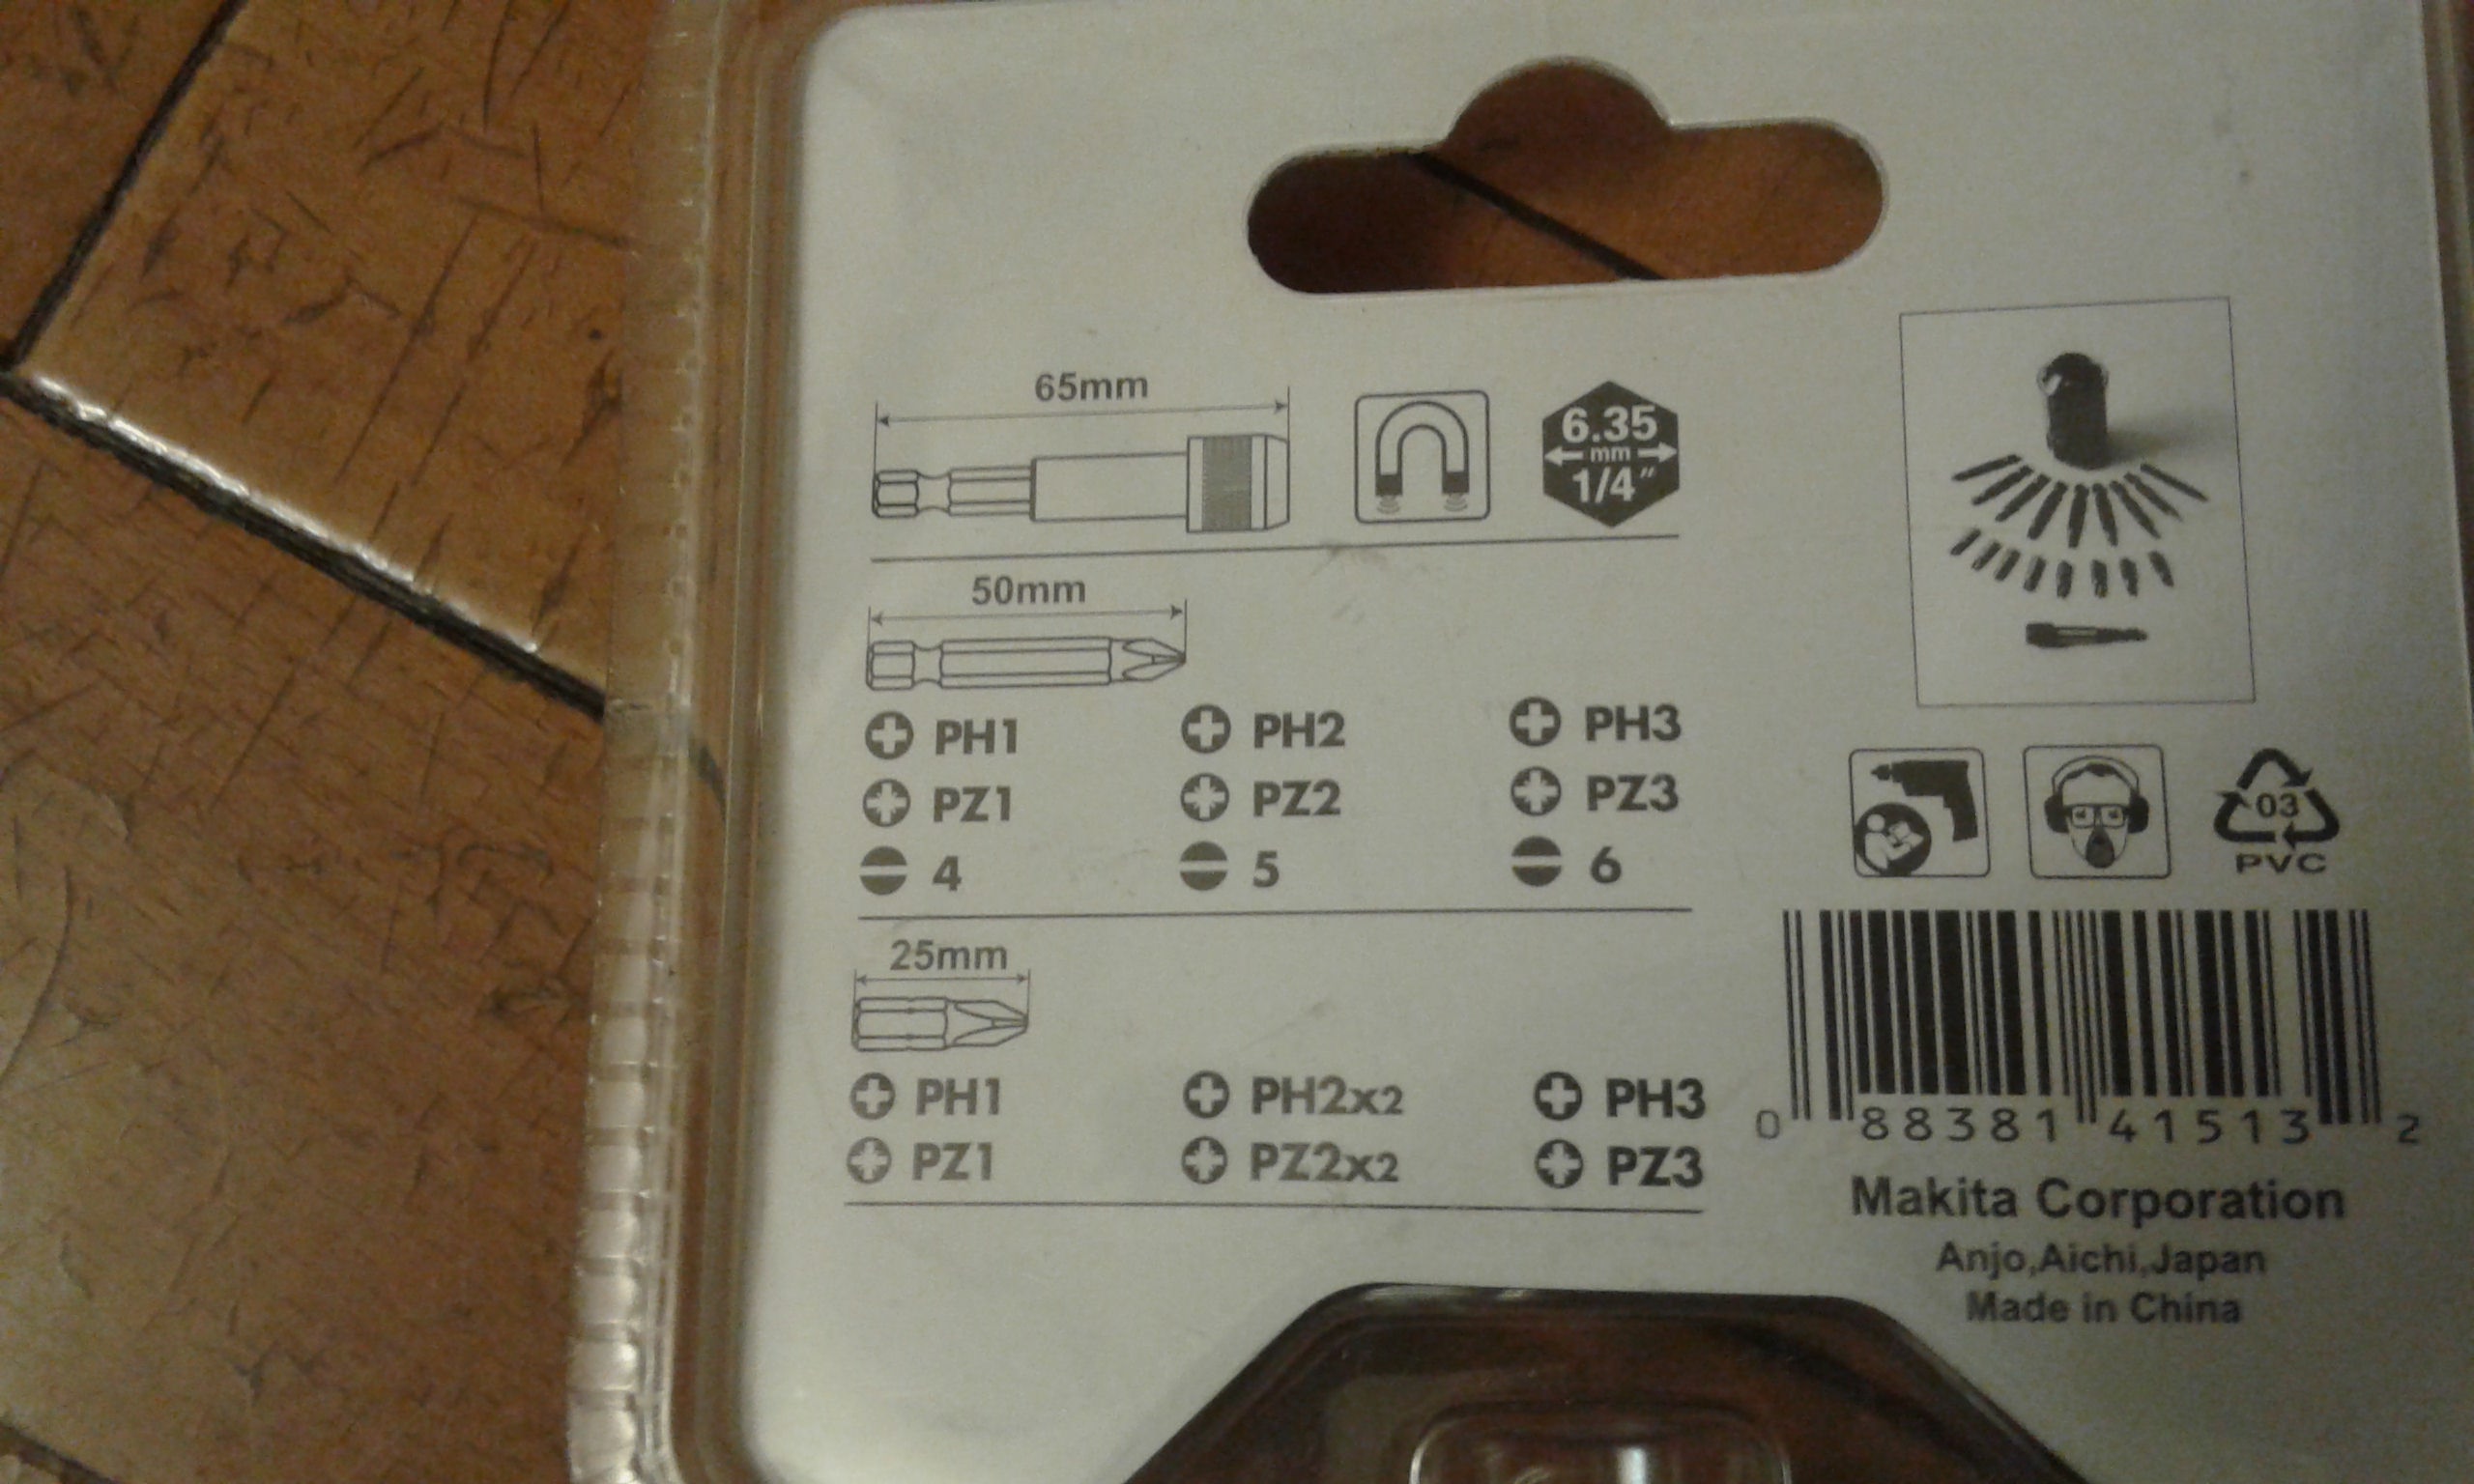 65mm
6.35
mm
1/4"
50mm
PH1 PH2 PH3
PZ1 PZ2 PZ3
4 5 6
25mm
PH1 PH2x2 PH3
PZ1 PZ2x2 PZ3
03
PVC
0 88381 41513 2
Makita Corporation
Anjo,Aichi,Japan
Made in China